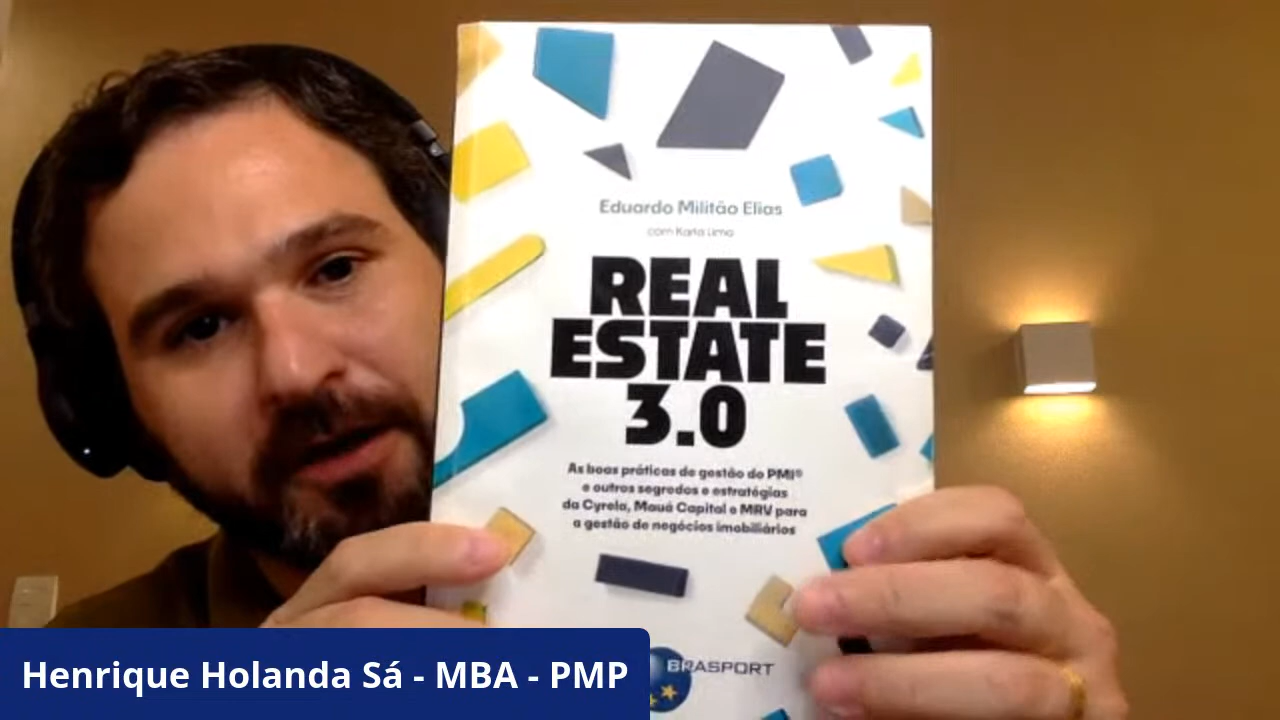 Eduardo Militão Elias
com Karla Lima
REAL
ESTATE
3.0
As boas práticas de gestão do PMI®
e outros segredos e estratégias
da Cyrela, Mauá Capital e MRV para
a gestão de negócios imobiliários
BRASPORT
Henrique Holanda Sá - MBA - PMP